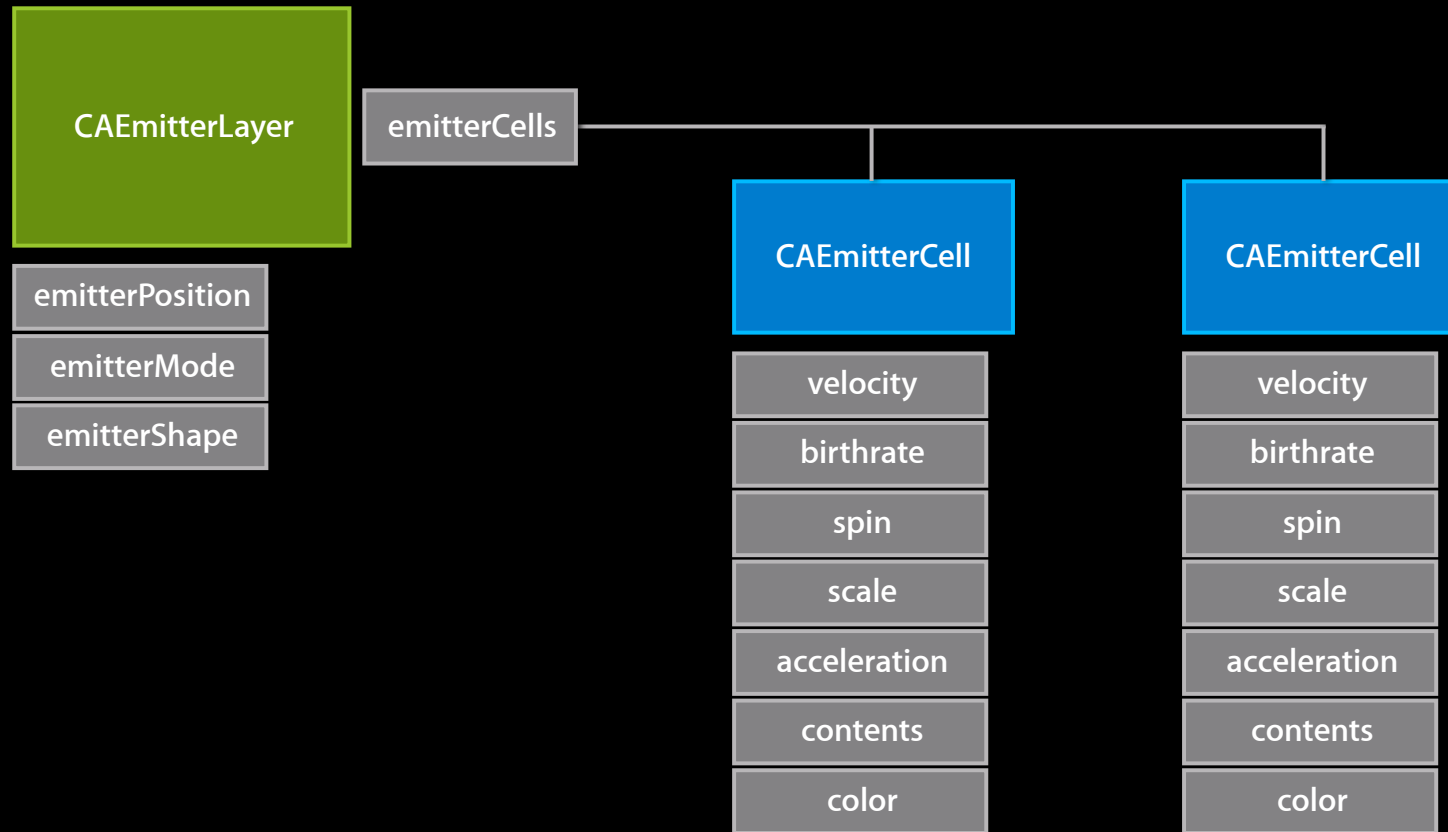 CAEmitterLayer
emitterCells
emitterPosition
emitterMode
emitterShape
CAEmitterCell
velocity
birthrate
spin
scale
acceleration
contents
color
CAEmitterCell
velocity
birthrate
spin
scale
acceleration
contents
color